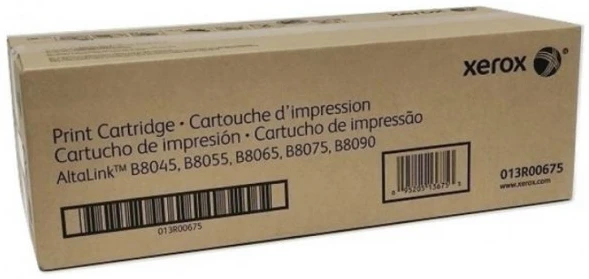 xerox
Print Cartridge • Cartouche d'impression
Cartucho de impresión • Cartucho de impressão
AltaLink™ B8045, B8055, B8065, B8075, B8090
013R00675
www.xerox.com
013R00675